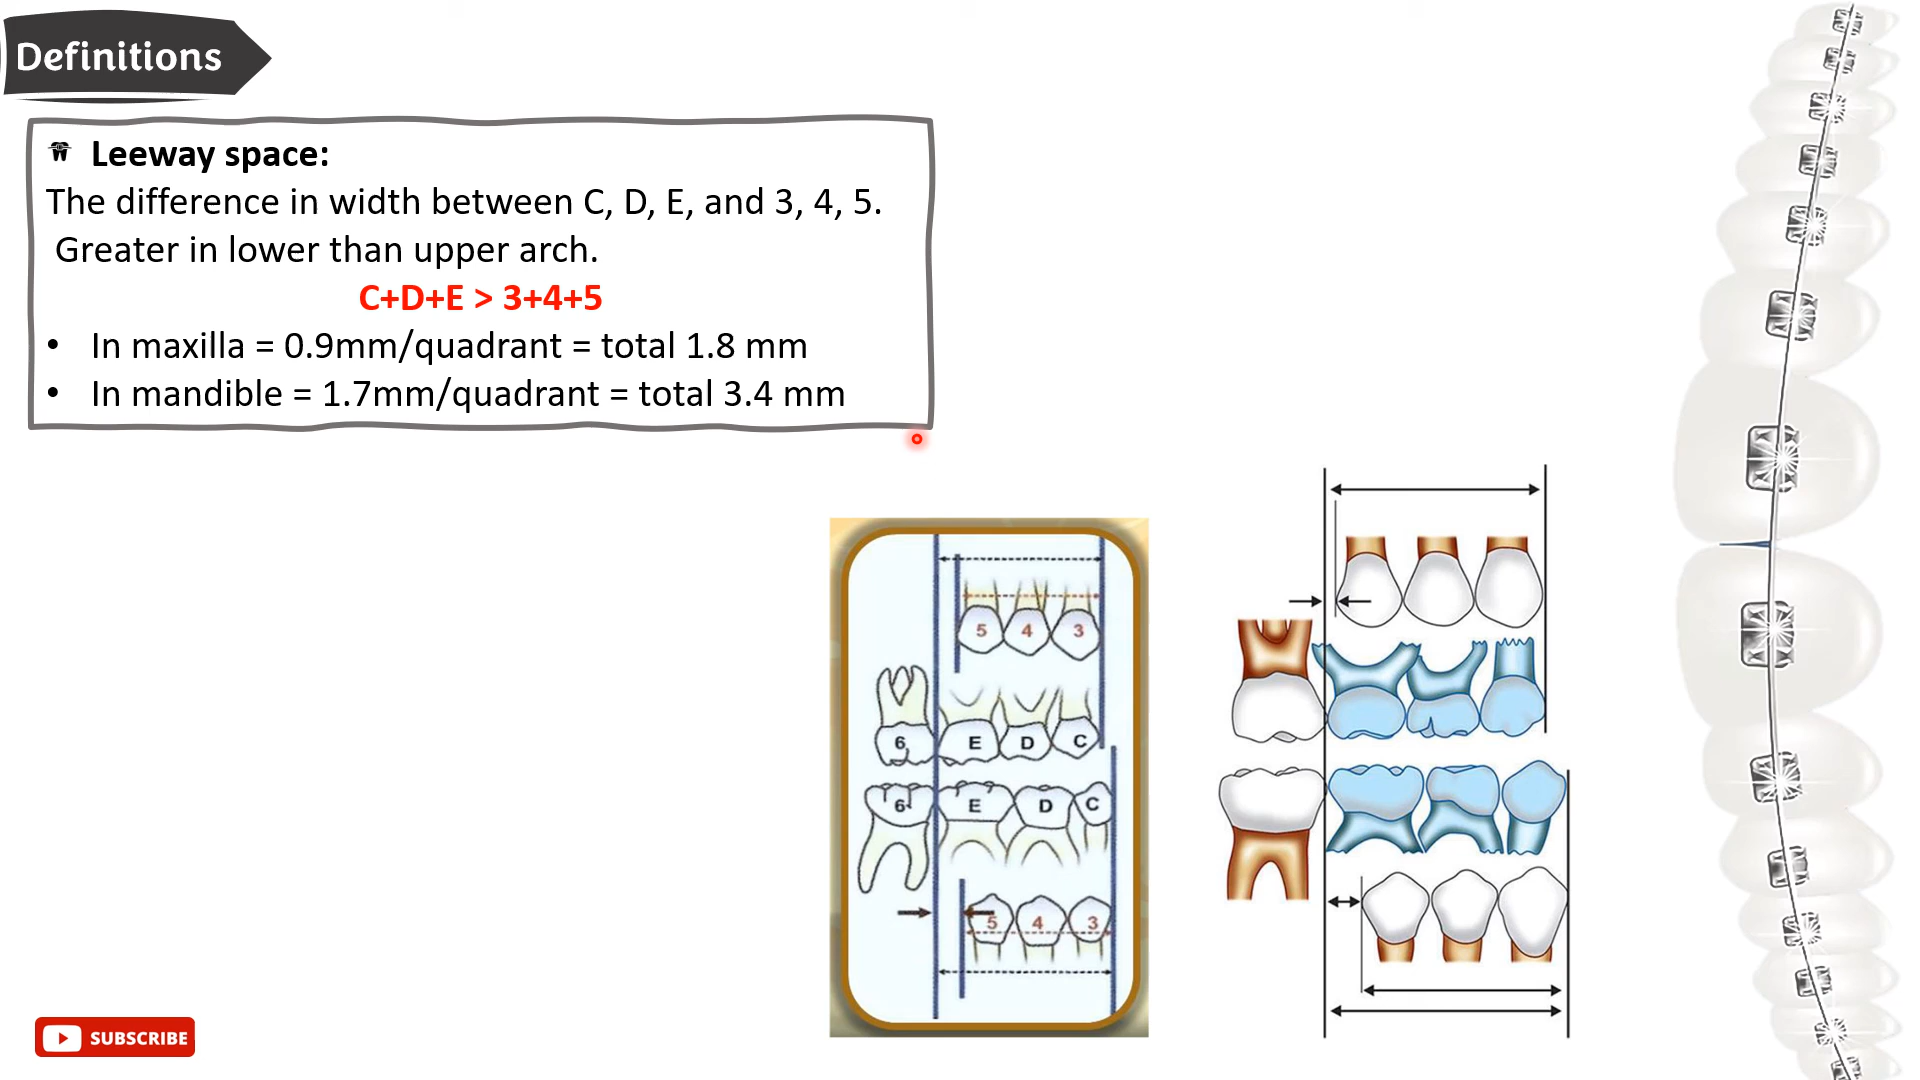 Definitions
Leeway space:
The difference in width between C, D, E, and 3, 4, 5.
Greater in lower than upper arch.
C+D+E > 3+4+5
• In maxilla = 0.9mm/quadrant = total 1.8 mm
• In mandible = 1.7mm/quadrant = total 3.4 mm
5 4 3
6 E D C
6 E D C
5 4 3
SUBSCRIBE